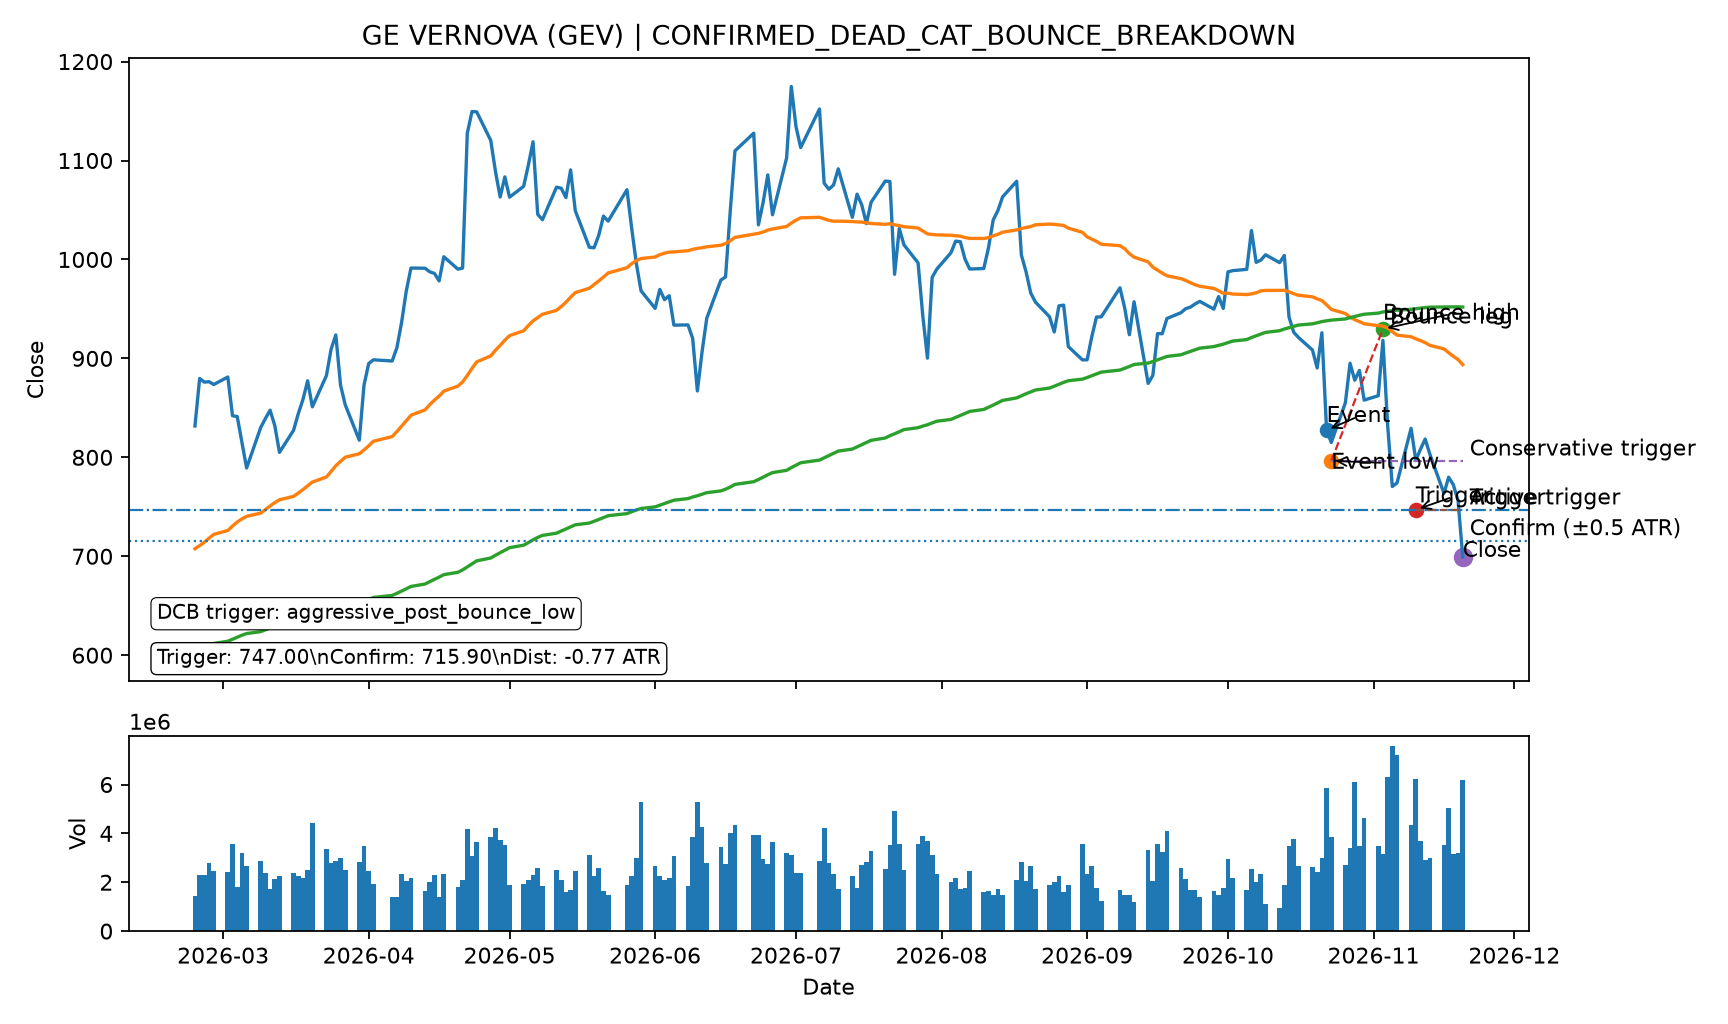 GE VERNOVA (GEV) | CONFIRMED_DEAD_CAT_BOUNCE_BREAKDOWN
Close
1200
1100
1000
900
800
700
600
Bounce high
Bounce leg
Event
Event low
Conservative trigger
Trigger
Active trigger
Confirm (±0.5 ATR)
Close
DCB trigger: aggressive_post_bounce_low
Trigger: 747.00\nConfirm: 715.90\nDist: -0.77 ATR
1e6
Vol
6
4
2
0
2026-03
2026-04
2026-05
2026-06
2026-07
2026-08
2026-09
2026-10
2026-11
2026-12
Date